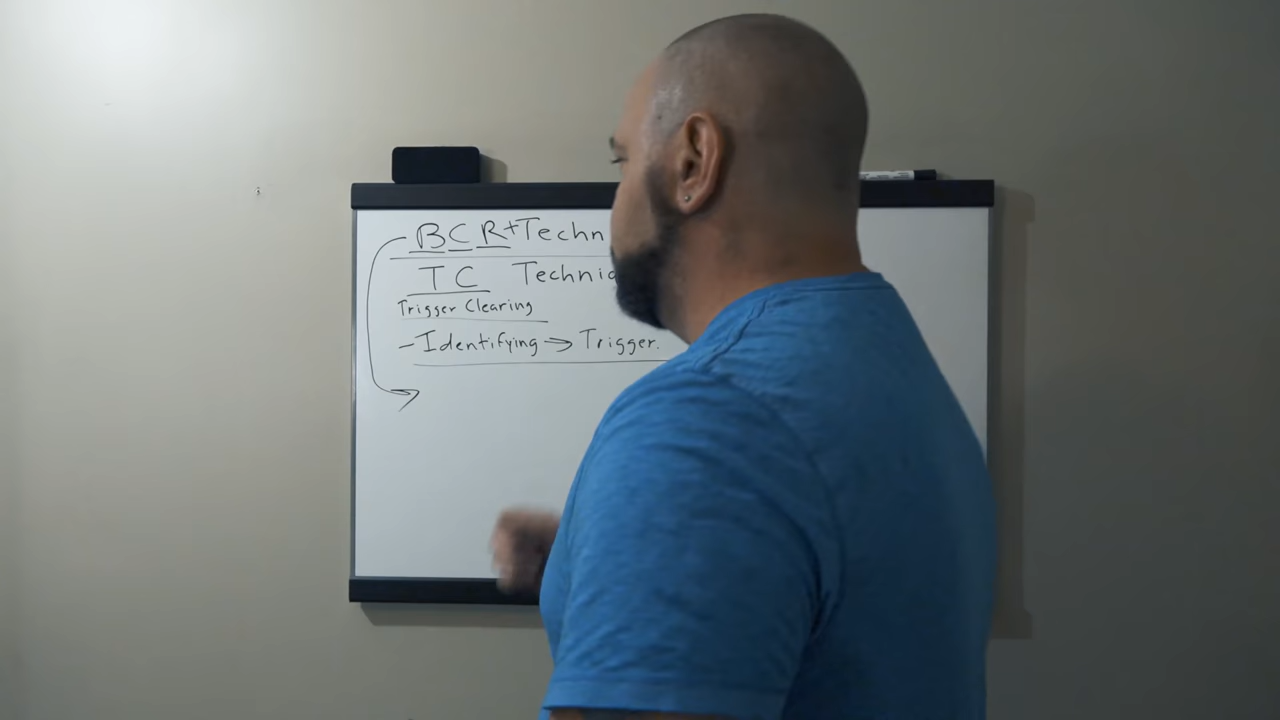 BCR+Techn
TC Techni
Trigger Clearing
-Identifying → Trigger.